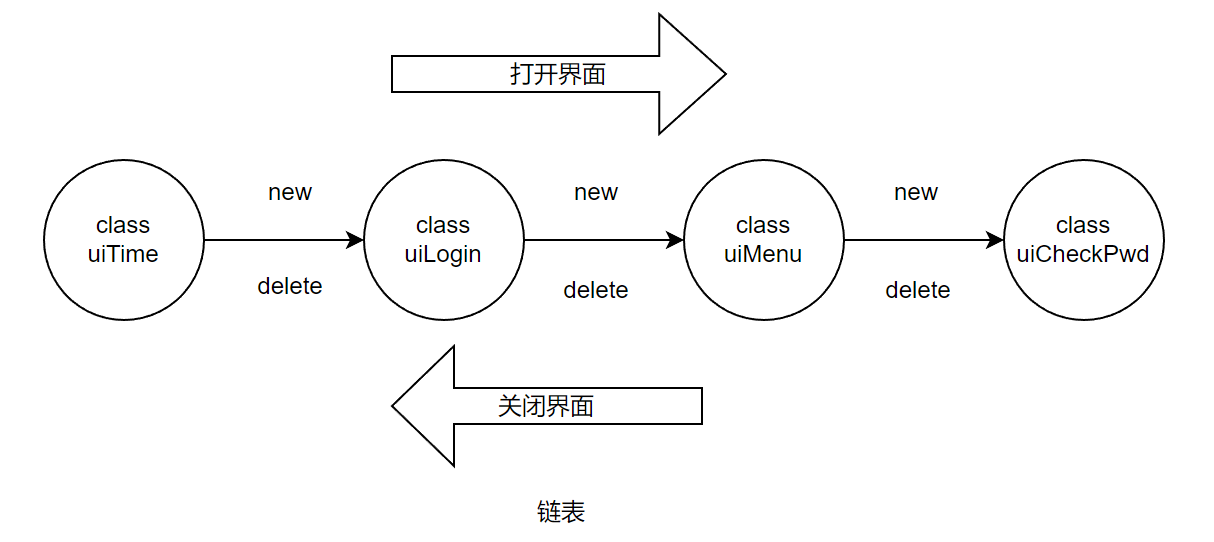 打开界面
new
new
new
class
uiTime
class
uiLogin
class
uiMenu
class
uiCheckPwd
delete
delete
delete
关闭界面
链表